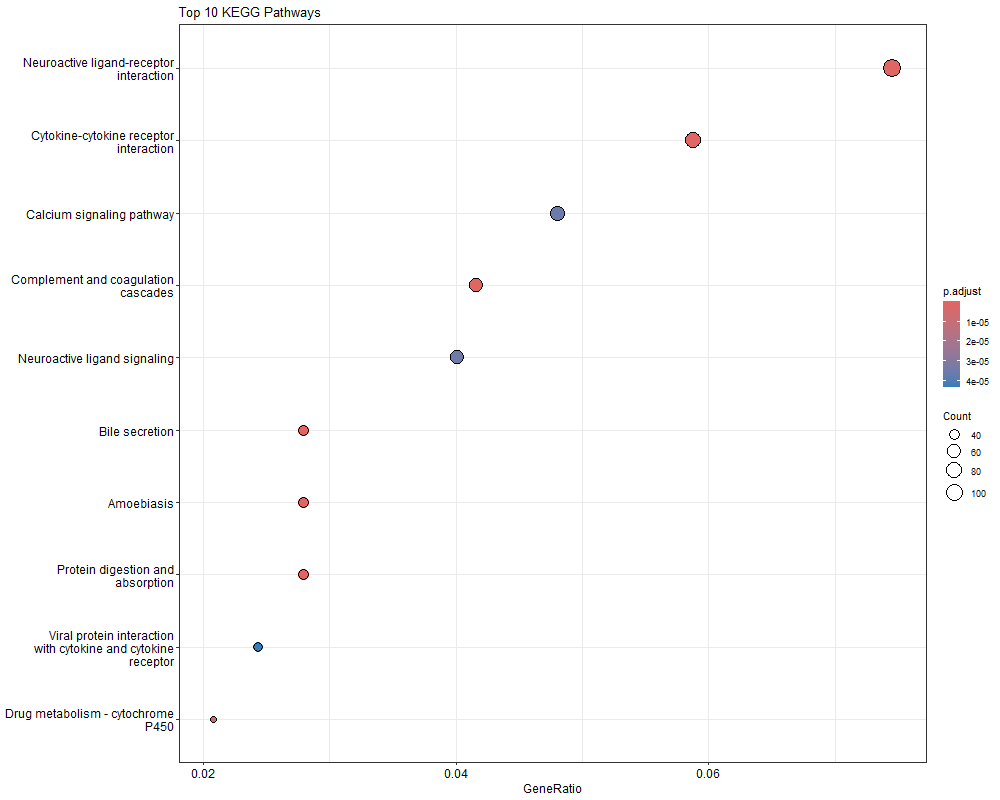 Top 10 KEGG Pathways
Neuroactive ligand-receptor
interaction
Cytokine-cytokine receptor
interaction
Calcium signaling pathway
Complement and coagulation
cascades
Neuroactive ligand signaling
Bile secretion
Amoebiasis
Protein digestion and
absorption
Viral protein interaction
with cytokine and cytokine
receptor
Drug metabolism - cytochrome
P450
0.02
0.04
0.06
GeneRatio
p.adjust
1e-05
2e-05
3e-05
4e-05
Count
40
60
80
100